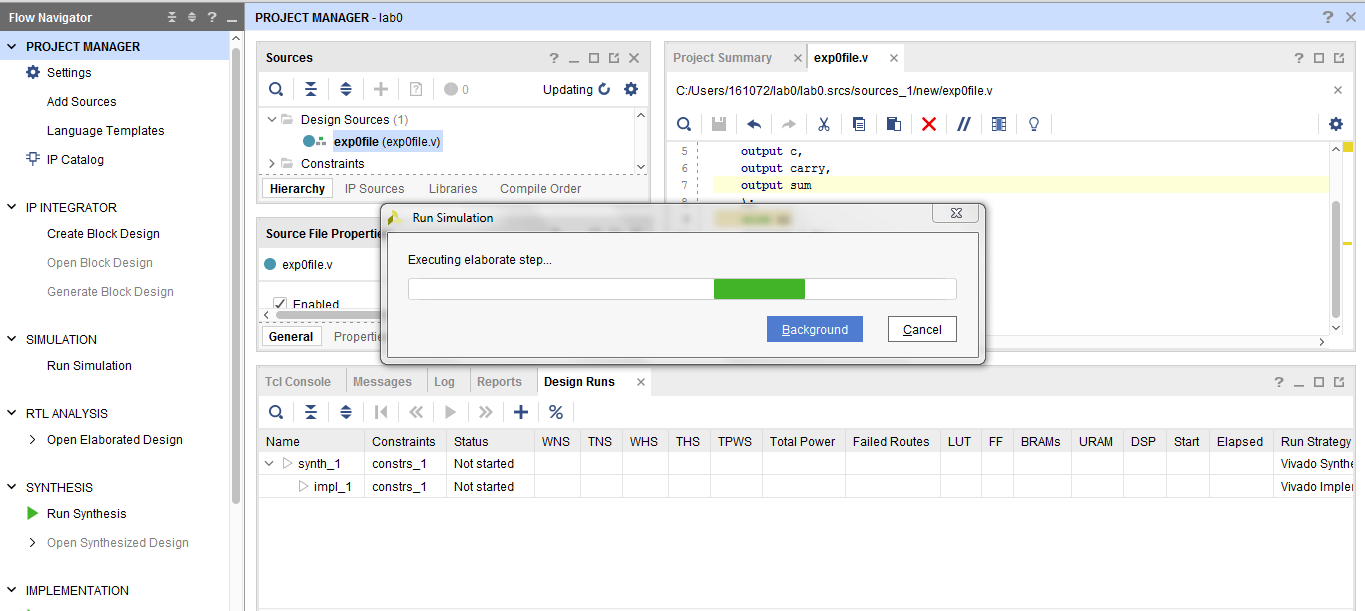 Flow Navigator
PROJECT MANAGER
Settings
Add Sources
Language Templates
IP Catalog
IP INTEGRATOR
Create Block Design
Open Block Design
Generate Block Design
SIMULATION
Run Simulation
RTL ANALYSIS
Open Elaborated Design
SYNTHESIS
Run Synthesis
Open Synthesized Design
IMPLEMENTATION
PROJECT MANAGER - lab0
Sources
0 Updating
Design Sources (1)
exp0file (exp0file.v)
Constraints
Hierarchy IP Sources Libraries Compile Order
Source File Properties
exp0file.v
Enabled
General Properties
Project Summary exp0file.v
C:/Users/161072/lab0/lab0.srcs/sources_1/new/exp0file.v
5 output c,
6 output carry,
7 output sum
8 );
Run Simulation
Executing elaborate step...
Background Cancel
Tcl Console Messages Log Reports Design Runs
Name Constraints Status WNS TNS WHS THS TPWS Total Power Failed Routes LUT FF BRAMs URAM DSP Start Elapsed Run Strategy
synth_1 constrs_1 Not started Vivado Synthe
impl_1 constrs_1 Not started Vivado Implem